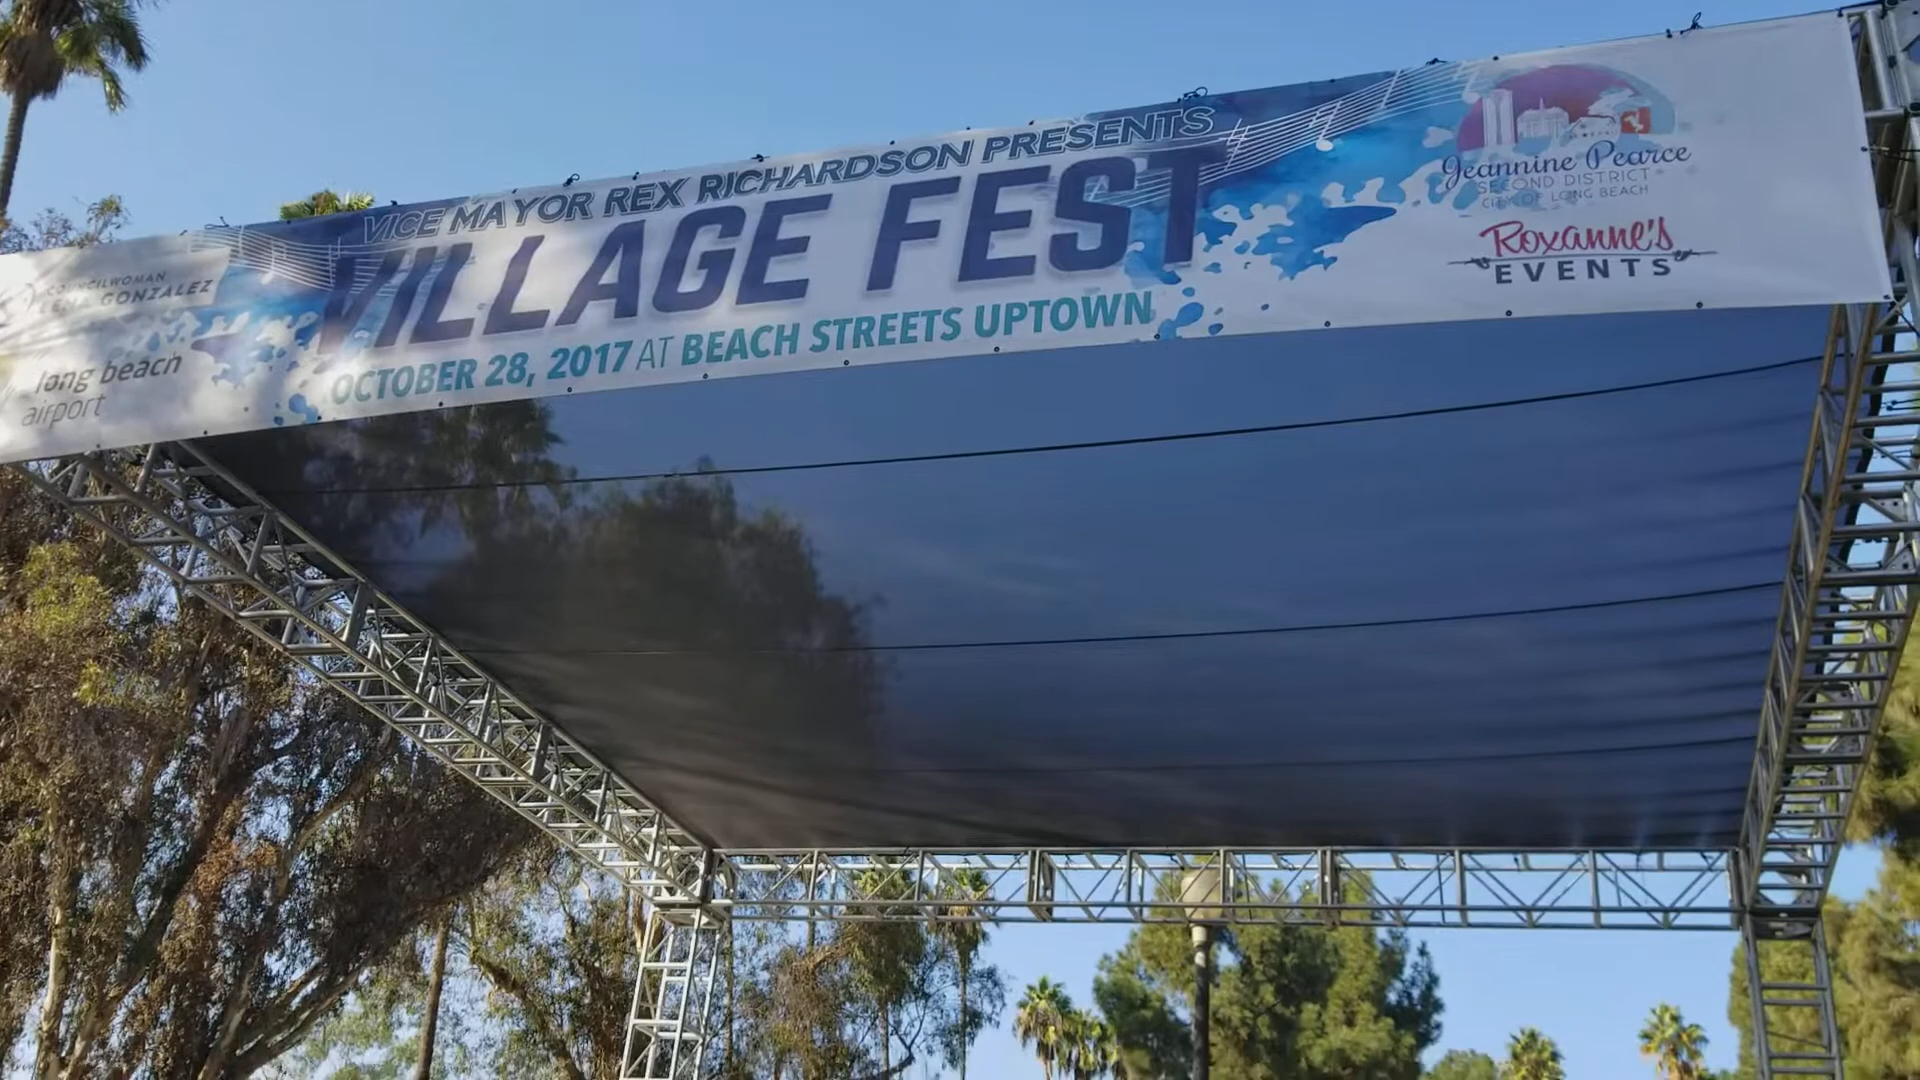 VICE MAYOR REX RICHARDSON PRESENTS
VILLAGE FEST
OCTOBER 28, 2017 AT BEACH STREETS UPTOWN
COUNCILWOMAN
LENA GONZALEZ
long beach
airport
Jeannine Pearce
SECOND DISTRICT
CITY OF LONG BEACH
Roxanne's
EVENTS